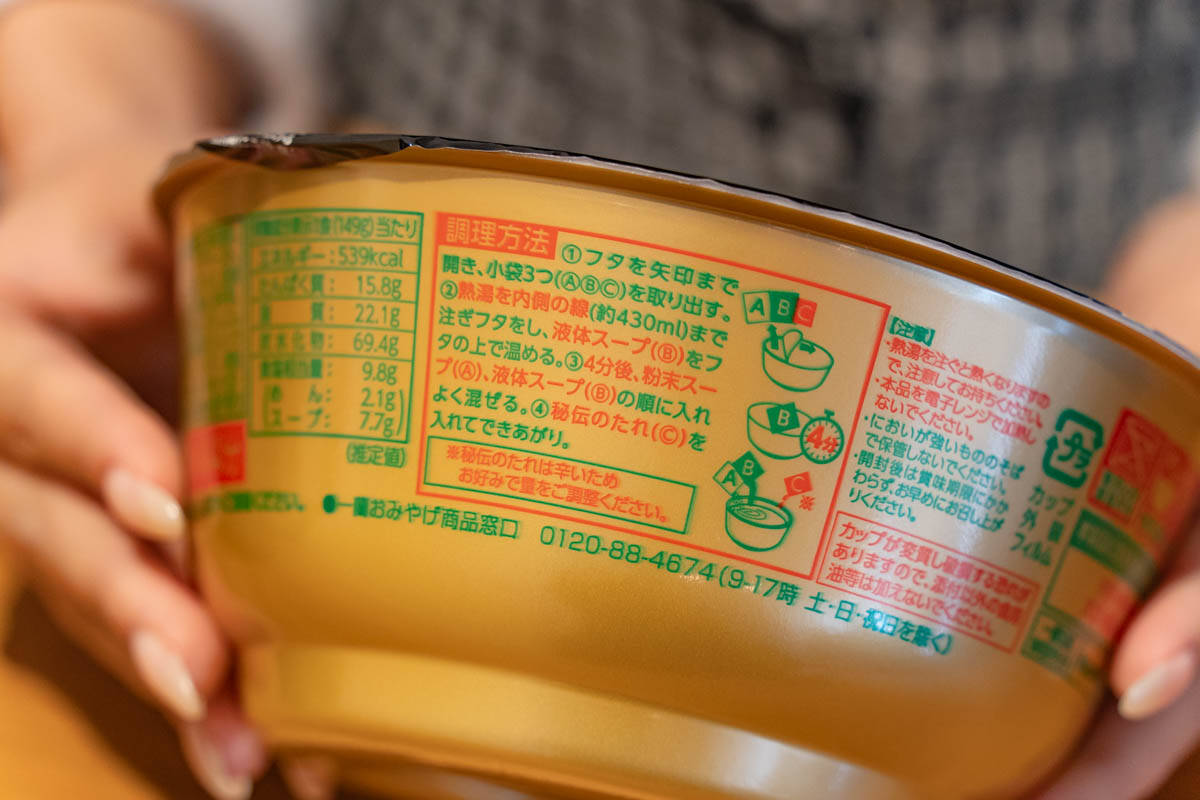 (149g)当たり
エネルギー：539kcal
たんぱく質： 15.8g
脂 質： 22.1g
炭水化物： 69.4g
食塩相当量： 9.8g
めん： 2.1g
スープ： 7.7g
(推定値)
調理方法 ①フタを矢印まで
開き、小袋3つ(ⒶⒷⒸ)を取り出す。
②熱湯を内側の線(約430ml)まで
注ぎフタをし、液体スープ(Ⓑ)をフ
タの上で温める。③4分後、粉末スー
プ(Ⓐ)、液体スープ(Ⓑ)の順に入れ
よく混ぜる。④秘伝のたれ(Ⓒ)を
入れてできあがり。
※秘伝のたれは辛いため
お好みで量をご調整ください。
A B C
B 4分
A B C ※
【注意】
・熱湯を注ぐと熱くなりますの
で、注意してお持ちください。
・本品を電子レンジで加熱し
ないでください。
・においが強いもののそば
で保管しないでください。
・開封後は賞味期限にかか
わらず、お早めにお召し上が
りください。
カップが変質し破損する恐れが
ありますので、添付以外の食用
油等は加えないでください。
プラ
カップ
外装
フィルム
ください。 ●一蘭おみやげ商品窓口 0120-88-4674(9-17時 土・日・祝日を除く)